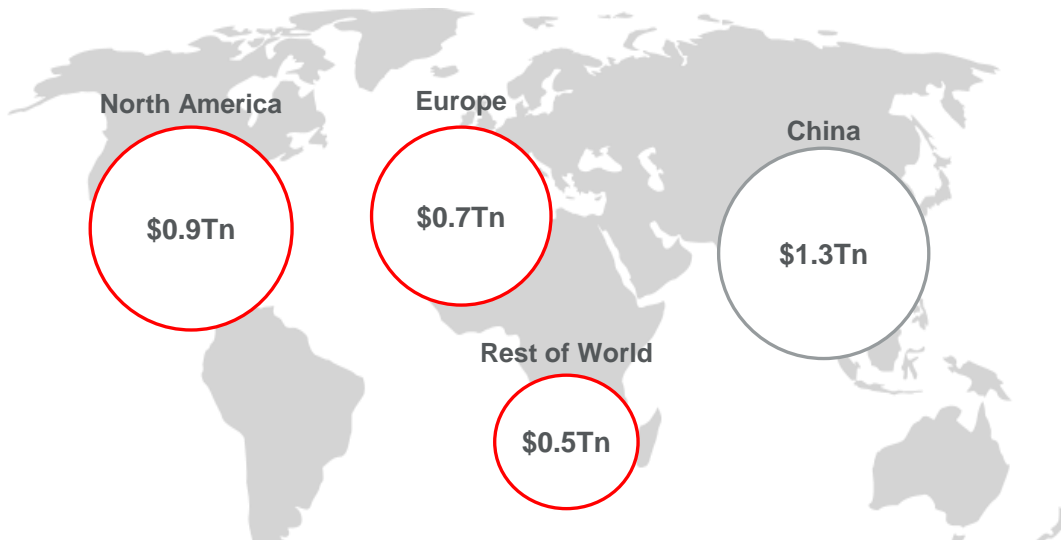 North America
$0.9Tn
Europe
$0.7Tn
China
$1.3Tn
Rest of World
$0.5Tn